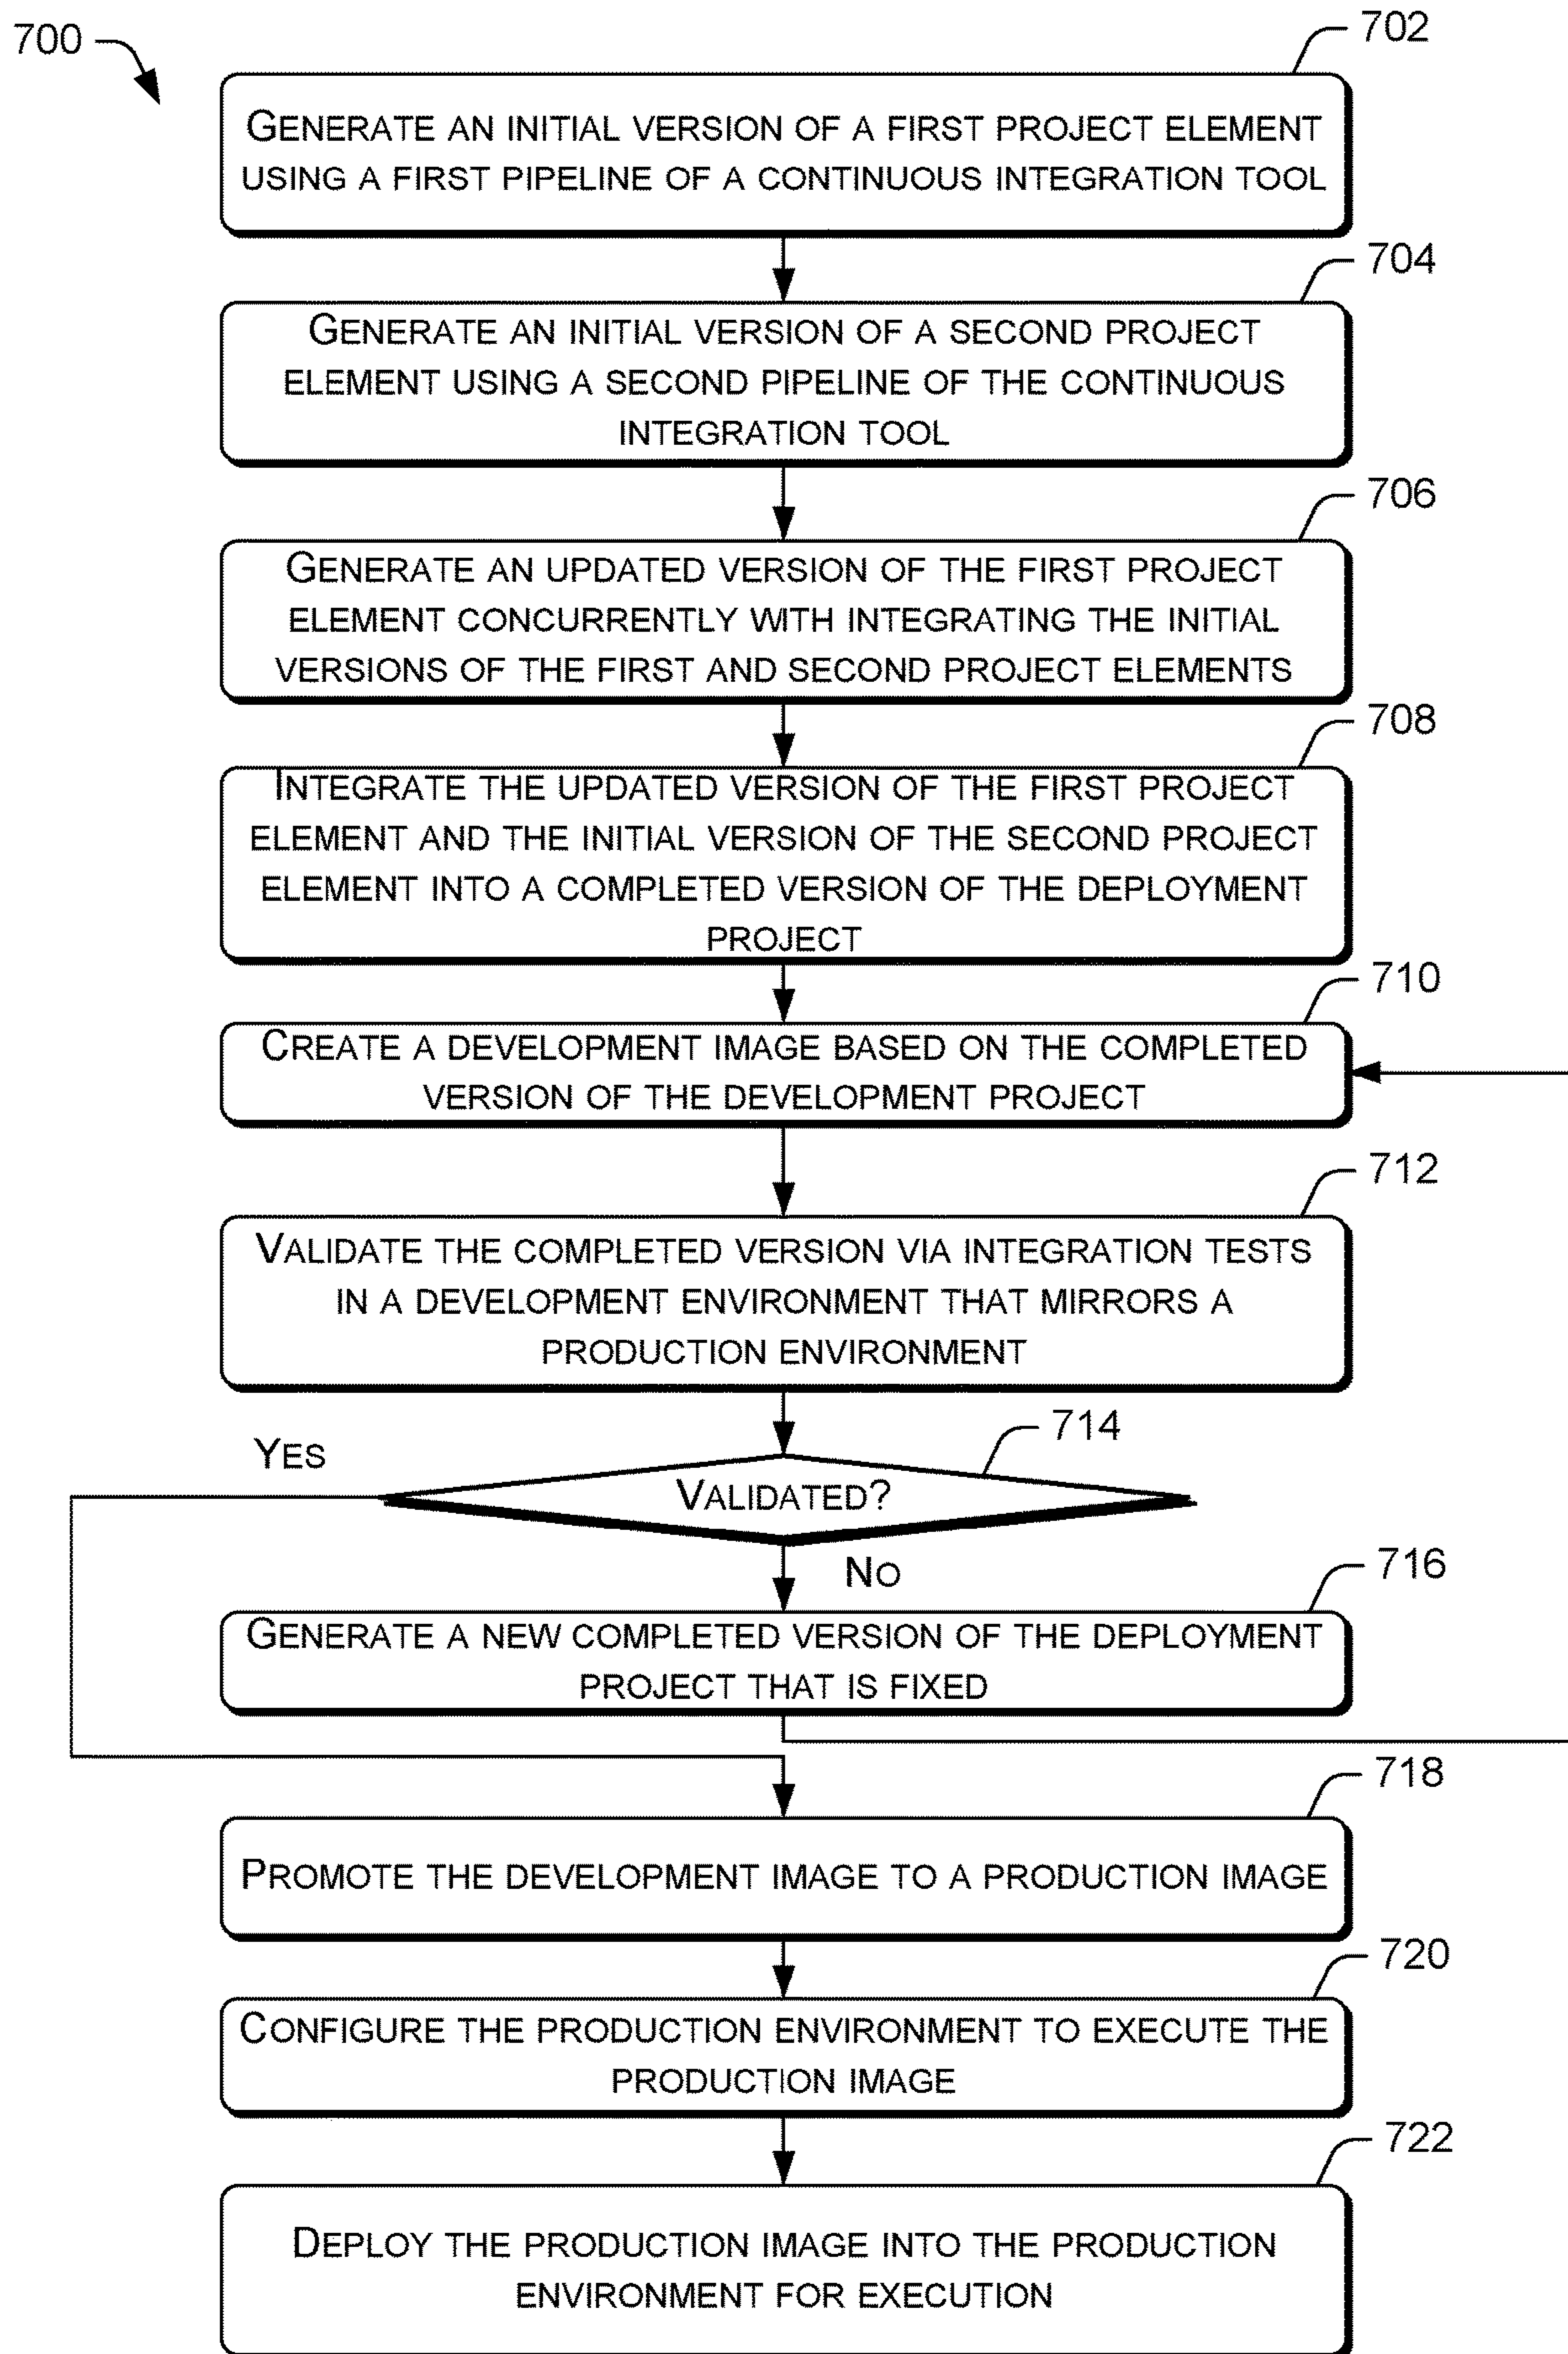 700
702
GENERATE AN INITIAL VERSION OF A FIRST PROJECT ELEMENT
USING A FIRST PIPELINE OF A CONTINUOUS INTEGRATION TOOL
704
GENERATE AN INITIAL VERSION OF A SECOND PROJECT
ELEMENT USING A SECOND PIPELINE OF THE CONTINUOUS
INTEGRATION TOOL
706
GENERATE AN UPDATED VERSION OF THE FIRST PROJECT
ELEMENT CONCURRENTLY WITH INTEGRATING THE INITIAL
VERSIONS OF THE FIRST AND SECOND PROJECT ELEMENTS
708
INTEGRATE THE UPDATED VERSION OF THE FIRST PROJECT
ELEMENT AND THE INITIAL VERSION OF THE SECOND PROJECT
ELEMENT INTO A COMPLETED VERSION OF THE DEPLOYMENT
PROJECT
710
CREATE A DEVELOPMENT IMAGE BASED ON THE COMPLETED
VERSION OF THE DEVELOPMENT PROJECT
712
VALIDATE THE COMPLETED VERSION VIA INTEGRATION TESTS
IN A DEVELOPMENT ENVIRONMENT THAT MIRRORS A
PRODUCTION ENVIRONMENT
714
YES
VALIDATED?
NO
716
GENERATE A NEW COMPLETED VERSION OF THE DEPLOYMENT
PROJECT THAT IS FIXED
718
PROMOTE THE DEVELOPMENT IMAGE TO A PRODUCTION IMAGE
720
CONFIGURE THE PRODUCTION ENVIRONMENT TO EXECUTE THE
PRODUCTION IMAGE
722
DEPLOY THE PRODUCTION IMAGE INTO THE PRODUCTION
ENVIRONMENT FOR EXECUTION